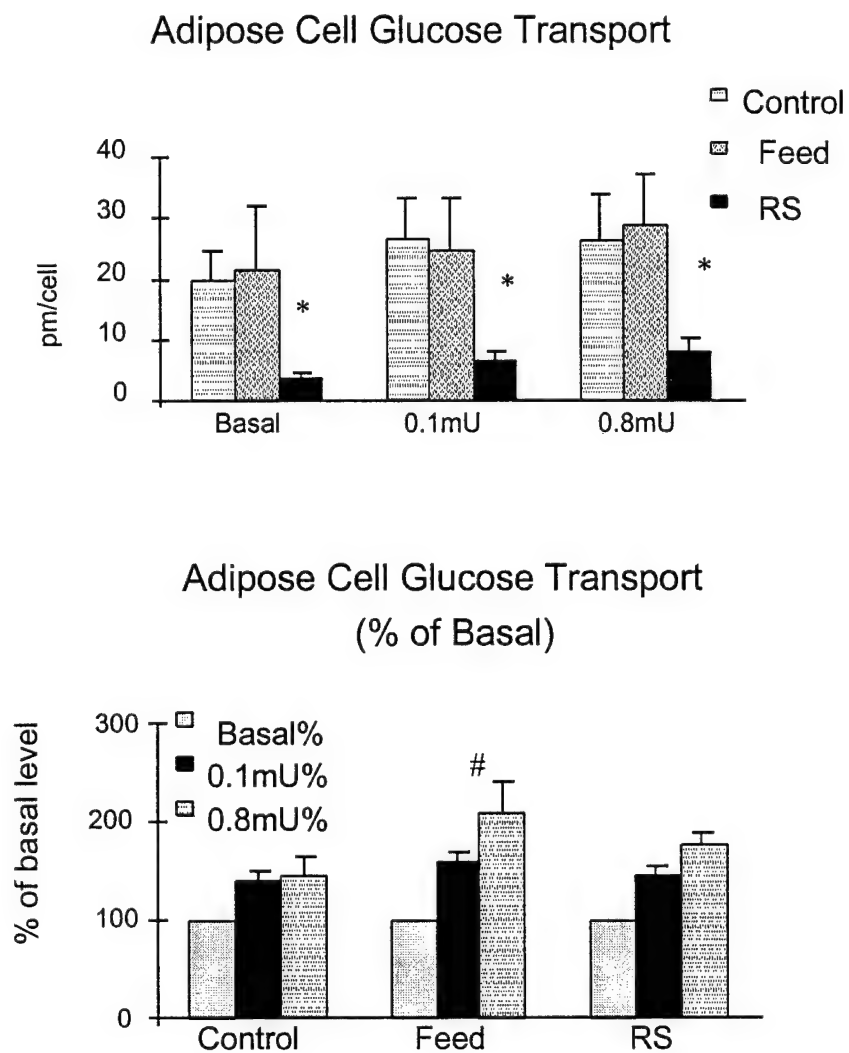 Adipose Cell Glucose Transport
Control
Feed
RS
40
30
20
10
0
pm/cell
*
*
*
Basal
0.1mU
0.8mU
Adipose Cell Glucose Transport
(% of Basal)
% of basal level
300
200
100
0
Basal%
0.1mU%
0.8mU%
#
Control
Feed
RS